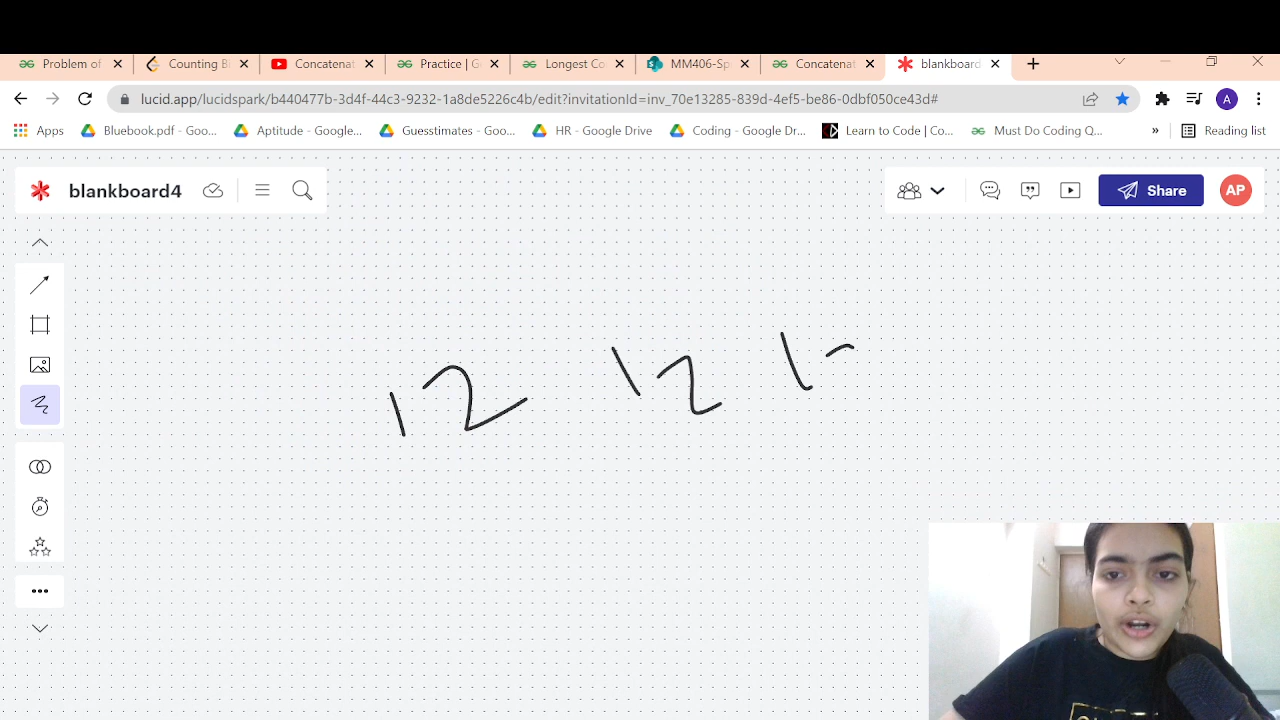 Problem of
Counting Bi
Concatenat
Practice | G
Longest Co
MM406-Sp
Concatenat
blankboard
lucid.app/lucidspark/b440477b-3d4f-44c3-9232-1a8de5226c4b/edit?invitationId=inv_70e13285-839d-4ef5-be86-0dbf050ce43d#
A
Apps
Bluebook.pdf - Goo...
Aptitude - Google...
Guesstimates - Goo...
HR - Google Drive
Coding - Google Dr...
Learn to Code | Co...
Must Do Coding Q...
»
Reading list
blankboard4
Share
AP
12 12 1